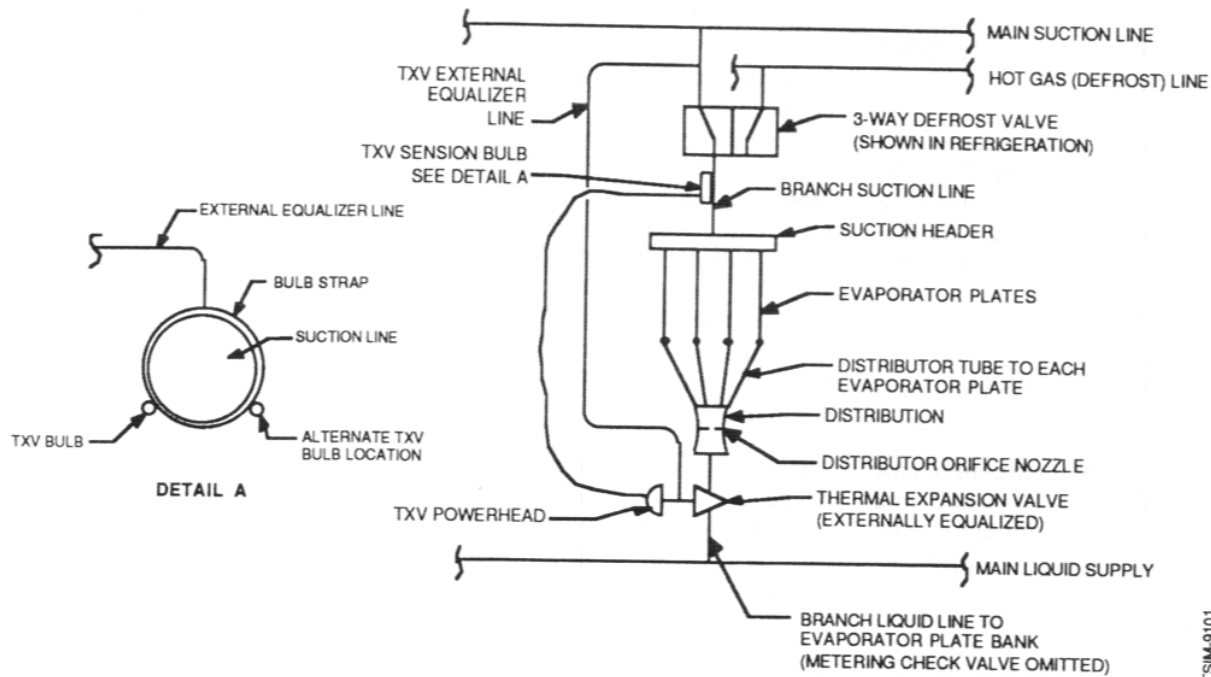 MAIN SUCTION LINE
TXV EXTERNAL
EQUALIZER
LINE
HOT GAS (DEFROST) LINE
3-WAY DEFROST VALVE
(SHOWN IN REFRIGERATION)
TXV SENSION BULB
SEE DETAIL A
BRANCH SUCTION LINE
EXTERNAL EQUALIZER LINE
SUCTION HEADER
BULB STRAP
EVAPORATOR PLATES
SUCTION LINE
DISTRIBUTOR TUBE TO EACH
EVAPORATOR PLATE
DISTRIBUTION
TXV BULB
ALTERNATE TXV
BULB LOCATION
DISTRIBUTOR ORIFICE NOZZLE
DETAIL A
TXV POWERHEAD
THERMAL EXPANSION VALVE
(EXTERNALLY EQUALIZED)
MAIN LIQUID SUPPLY
BRANCH LIQUID LINE TO
EVAPORATOR PLATE BANK
(METERING CHECK VALVE OMITTED)